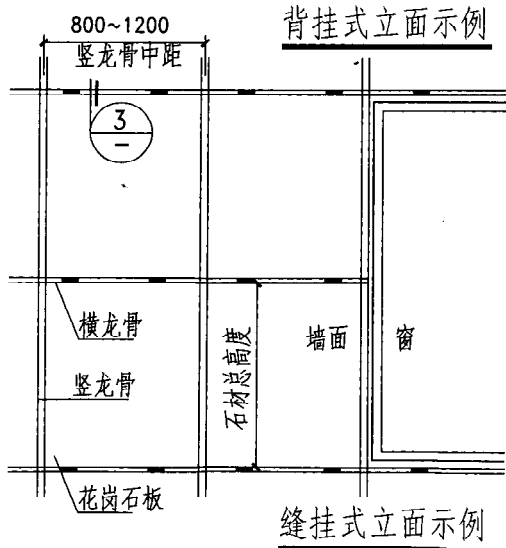 背挂式立面示例
800~1200
竖龙骨中距
3
–
横龙骨
石材总高度
墙面
窗
竖龙骨
花岗石板
缝挂式立面示例